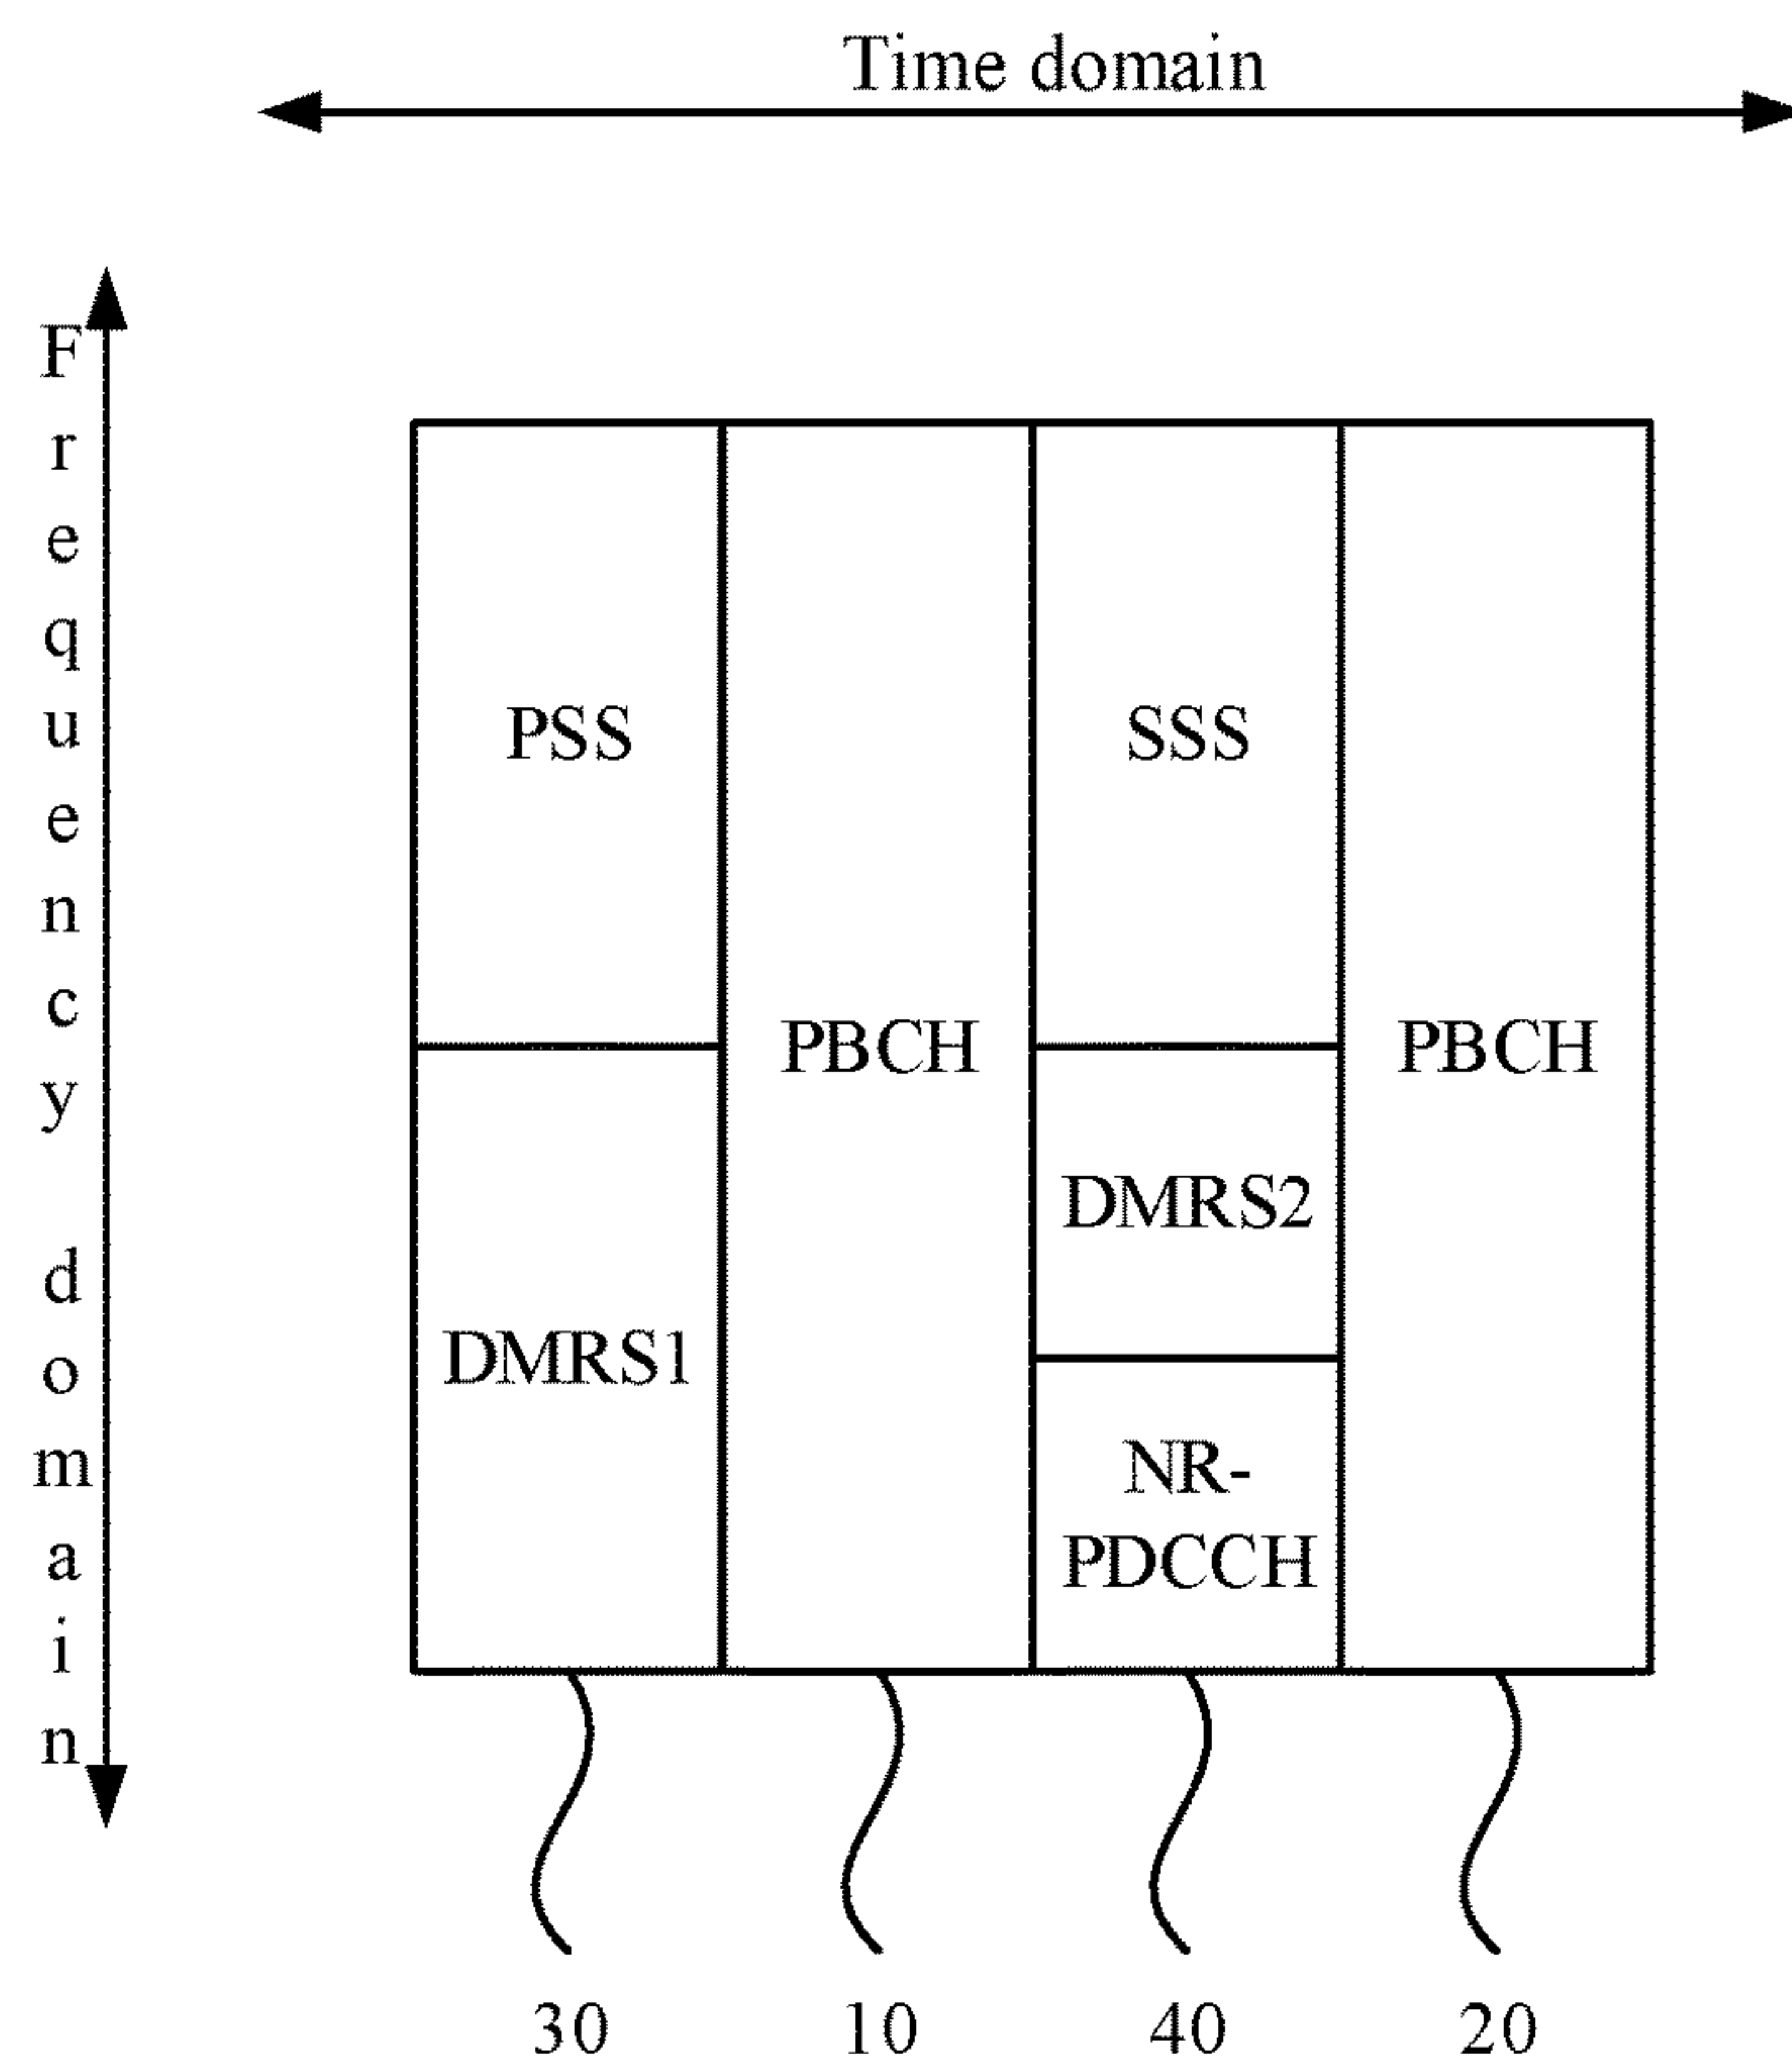 Time domain
Frequency domain
PSS
SSS
PBCH
PBCH
DMRS2
DMRS1
NR-
PDCCH
30
10
40
20